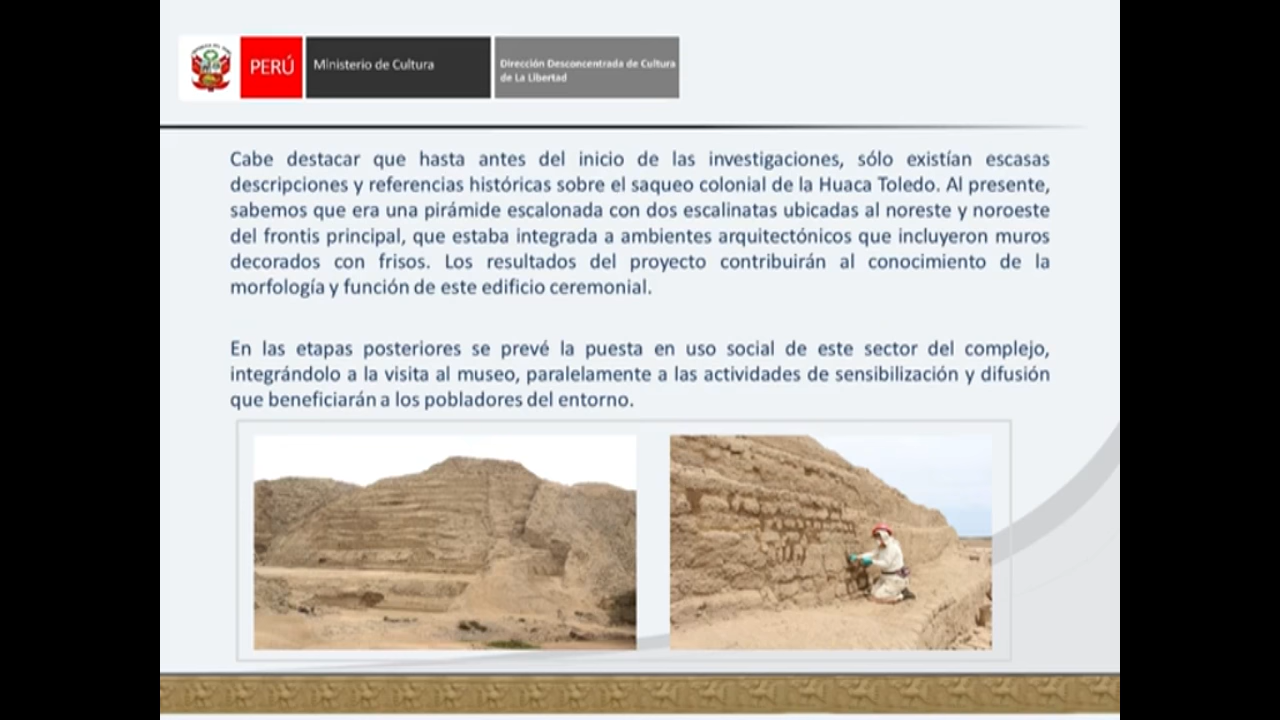 PERÚ
Ministerio de Cultura
Dirección Desconcentrada de Cultura
de La Libertad
Cabe destacar que hasta antes del inicio de las investigaciones, sólo existían escasas
descripciones y referencias históricas sobre el saqueo colonial de la Huaca Toledo. Al presente,
sabemos que era una pirámide escalonada con dos escalinatas ubicadas al noreste y noroeste
del frontis principal, que estaba integrada a ambientes arquitectónicos que incluyeron muros
decorados con frisos. Los resultados del proyecto contribuirán al conocimiento de la
morfología y función de este edificio ceremonial.
En las etapas posteriores se prevé la puesta en uso social de este sector del complejo,
integrándolo a la visita al museo, paralelamente a las actividades de sensibilización y difusión
que beneficiarán a los pobladores del entorno.